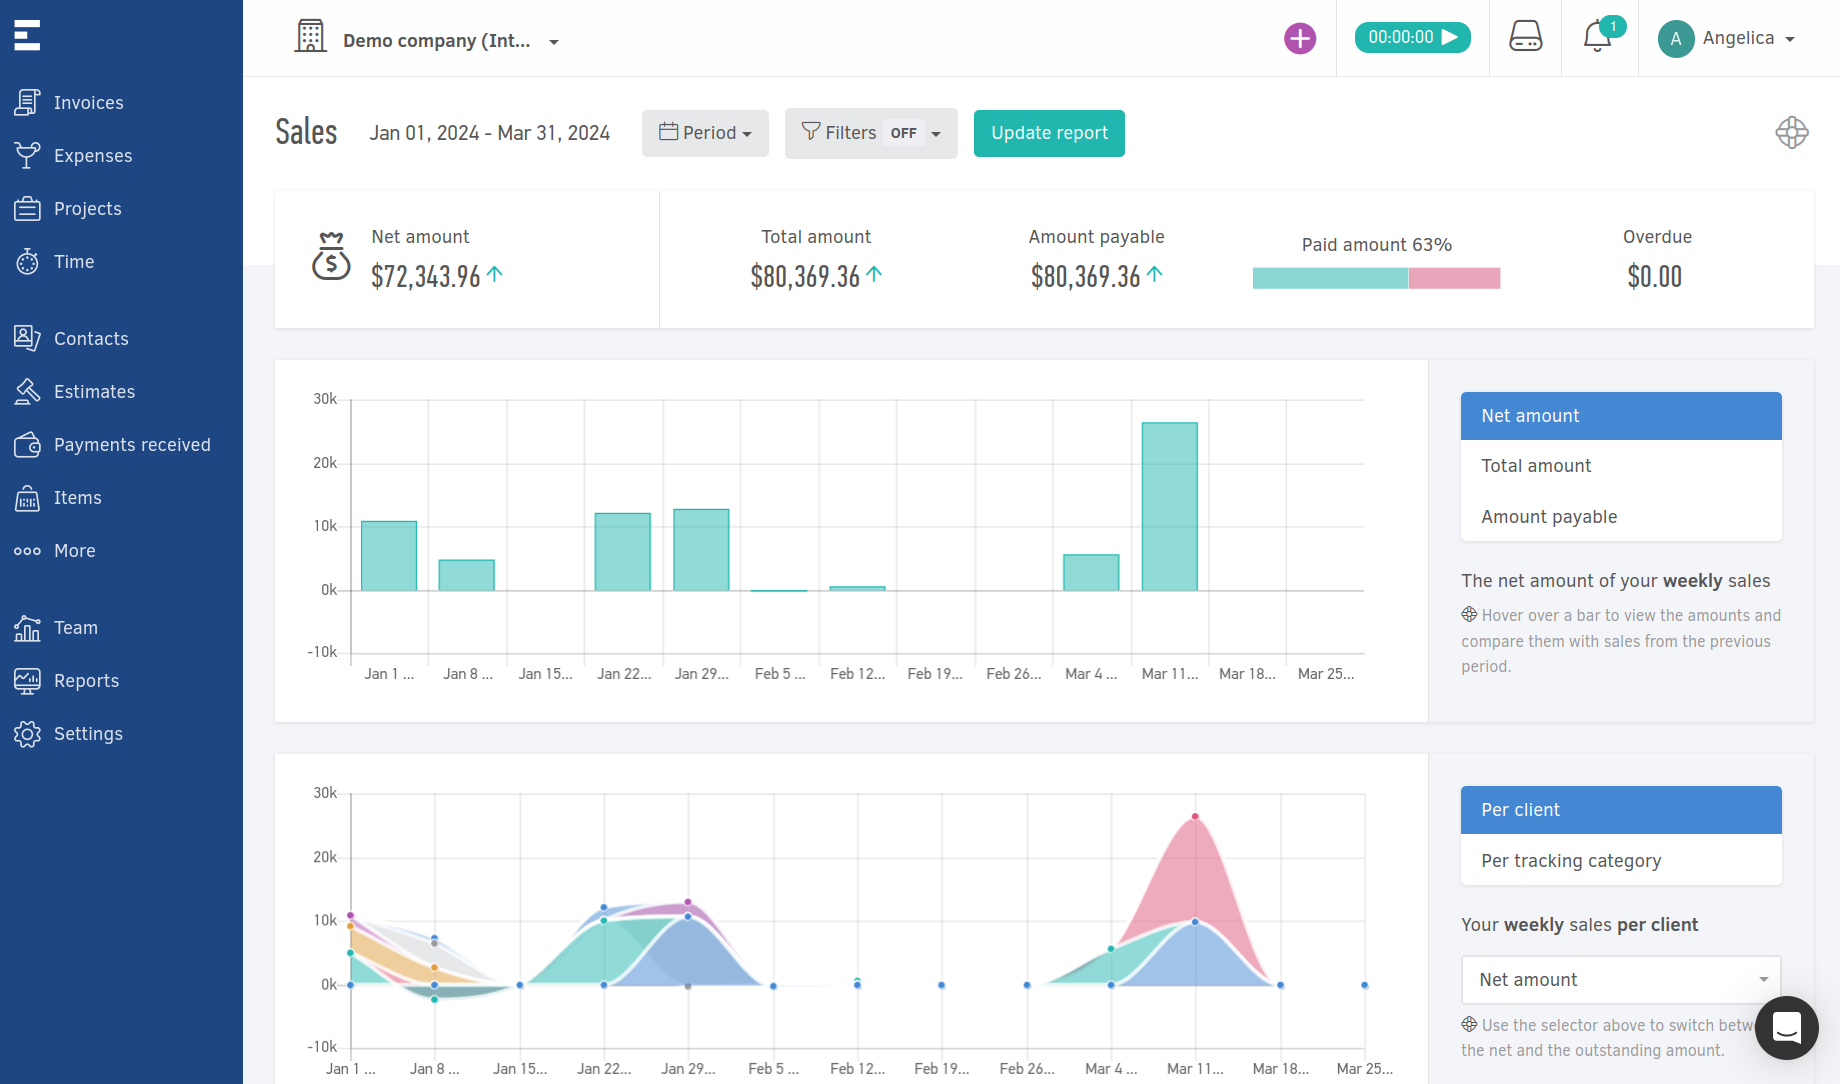 Demo company (Int...
00:00:00
1
A
Angelica
Invoices
Expenses
Projects
Time
Contacts
Estimates
Payments received
Items
More
Team
Reports
Settings
Sales
Jan 01, 2024 - Mar 31, 2024
Period
Filters OFF
Update report
Net amount
$72,343.96
Total amount
$80,369.36
Amount payable
$80,369.36
Paid amount 63%
Overdue
$0.00
30k
20k
10k
0k
-10k
Jan 1 ... Jan 8 ... Jan 15... Jan 22... Jan 29... Feb 5 ... Feb 12... Feb 19... Feb 26... Mar 4 ... Mar 11... Mar 18... Mar 25...
Net amount
Total amount
Amount payable
The net amount of your weekly sales
Hover over a bar to view the amounts and
compare them with sales from the previous
period.
30k
20k
10k
0k
-10k
Jan 1 ... Jan 8 ... Jan 15... Jan 22... Jan 29... Feb 5 ... Feb 12... Feb 19... Feb 26... Mar 4 ... Mar 11... Mar 18... Mar 25...
Per client
Per tracking category
Your weekly sales per client
Net amount
Use the selector above to switch betw
the net and the outstanding amount.